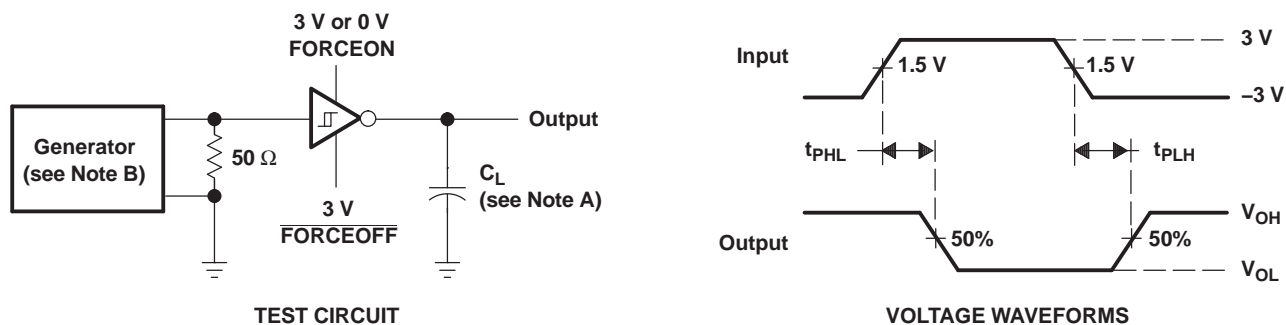 3 V or 0 V
FORCEON
Generator
(see Note B)
50 Ω
Output
CL
(see Note A)
3 V
FORCEOFF
TEST CIRCUIT
Input
3 V
1.5 V
1.5 V
–3 V
tPHL
tPLH
Output
VOH
50%
50%
VOL
VOLTAGE WAVEFORMS